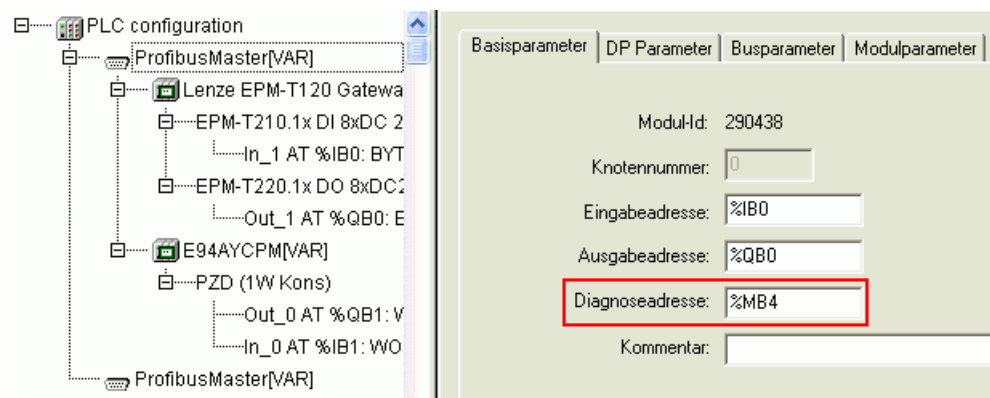 PLC configuration
ProfibusMaster[VAR]
Lenze EPM-T120 Gatewa
EPM-T210.1x DI 8xDC 2
In_1 AT %IB0: BYT
EPM-T220.1x DO 8xDC2
Out_1 AT %QB0: E
E94AYCPM[VAR]
PZD (1W Kons)
Out_0 AT %QB1: V
In_0 AT %IB1: WO
ProfibusMaster[VAR]
Basisparameter DP Parameter Busparameter Modulparameter
Modul-Id: 290438
Knotennummer: 0
Eingabeadresse: %IB0
Ausgabeadresse: %QB0
Diagnoseadresse: %MB4
Kommentar: